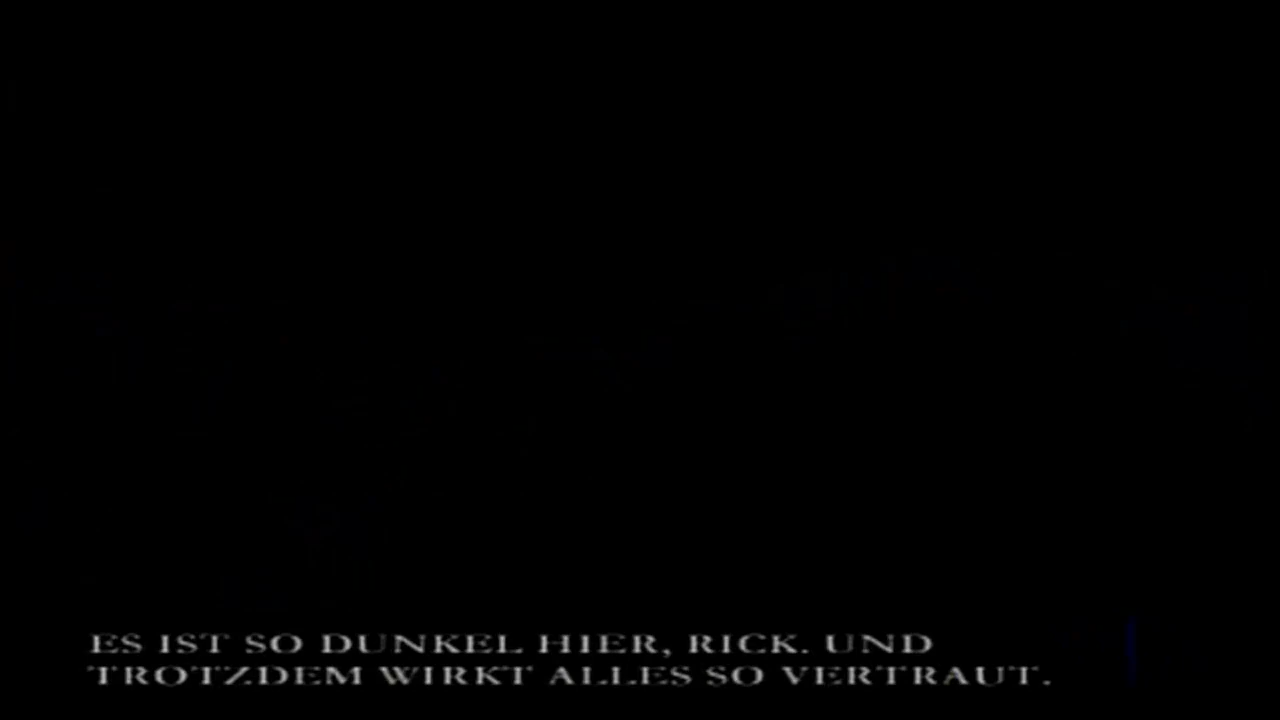 ES IST SO DUNKEL HIER, RICK. UND
TROTZDEM WIRKT ALLES SO VERTRAUT.